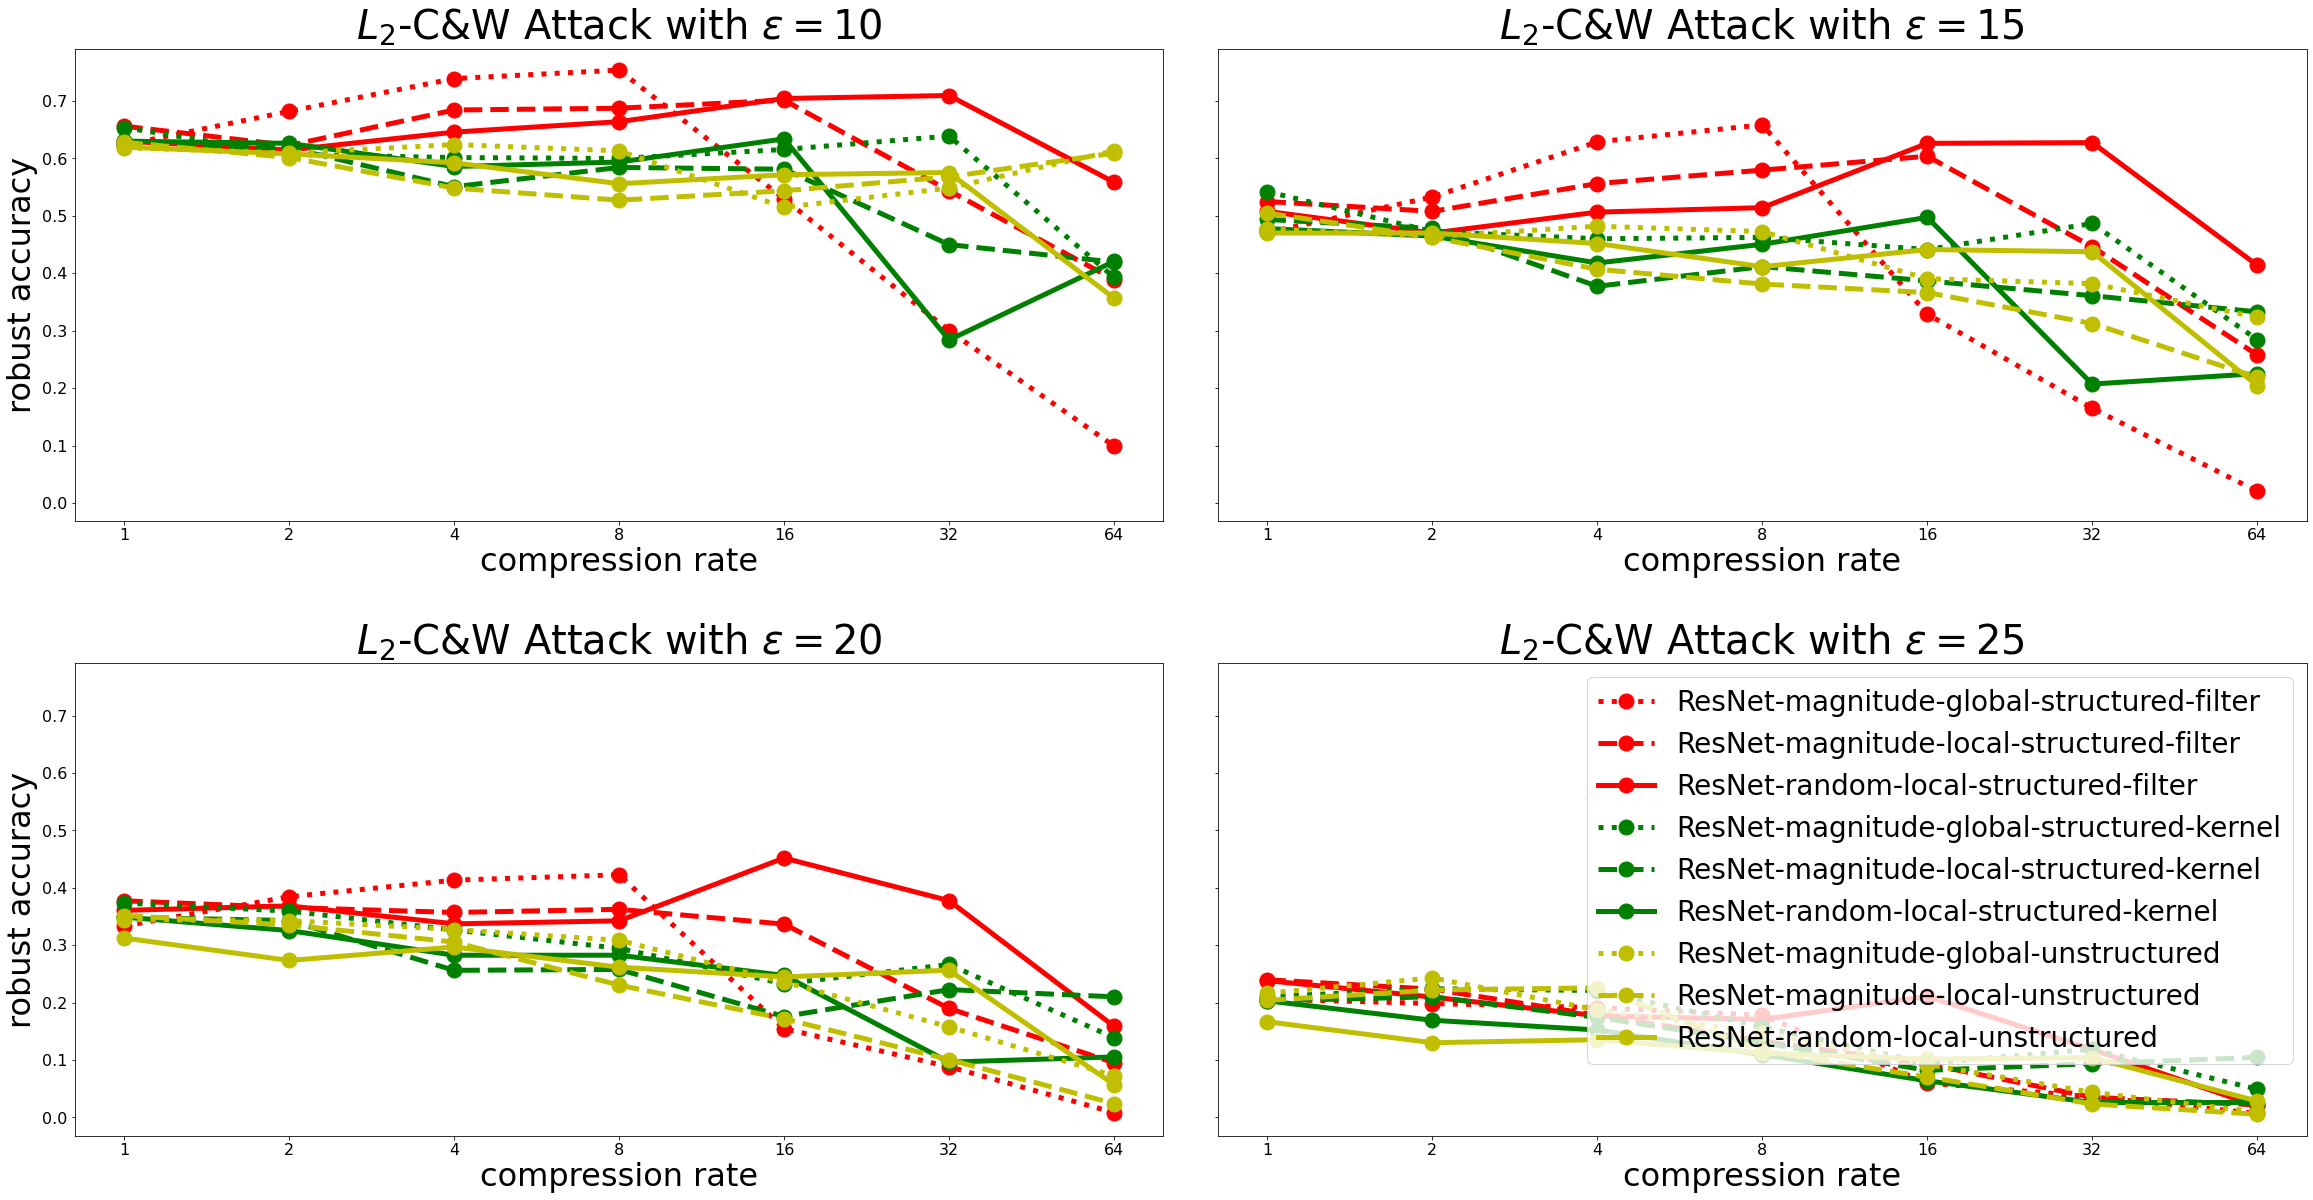 L₂-C&W Attack with ε = 10
L₂-C&W Attack with ε = 15
robust accuracy
0.7
0.6
0.5
0.4
0.3
0.2
0.1
0.0
1 2 4 8 16 32 64
compression rate
1 2 4 8 16 32 64
compression rate
L₂-C&W Attack with ε = 20
L₂-C&W Attack with ε = 25
robust accuracy
0.7
0.6
0.5
0.4
0.3
0.2
0.1
0.0
1 2 4 8 16 32 64
compression rate
ResNet-magnitude-global-structured-filter
ResNet-magnitude-local-structured-filter
ResNet-random-local-structured-filter
ResNet-magnitude-global-structured-kernel
ResNet-magnitude-local-structured-kernel
ResNet-random-local-structured-kernel
ResNet-magnitude-global-unstructured
ResNet-magnitude-local-unstructured
ResNet-random-local-unstructured
1 2 4 8 16 32 64
compression rate